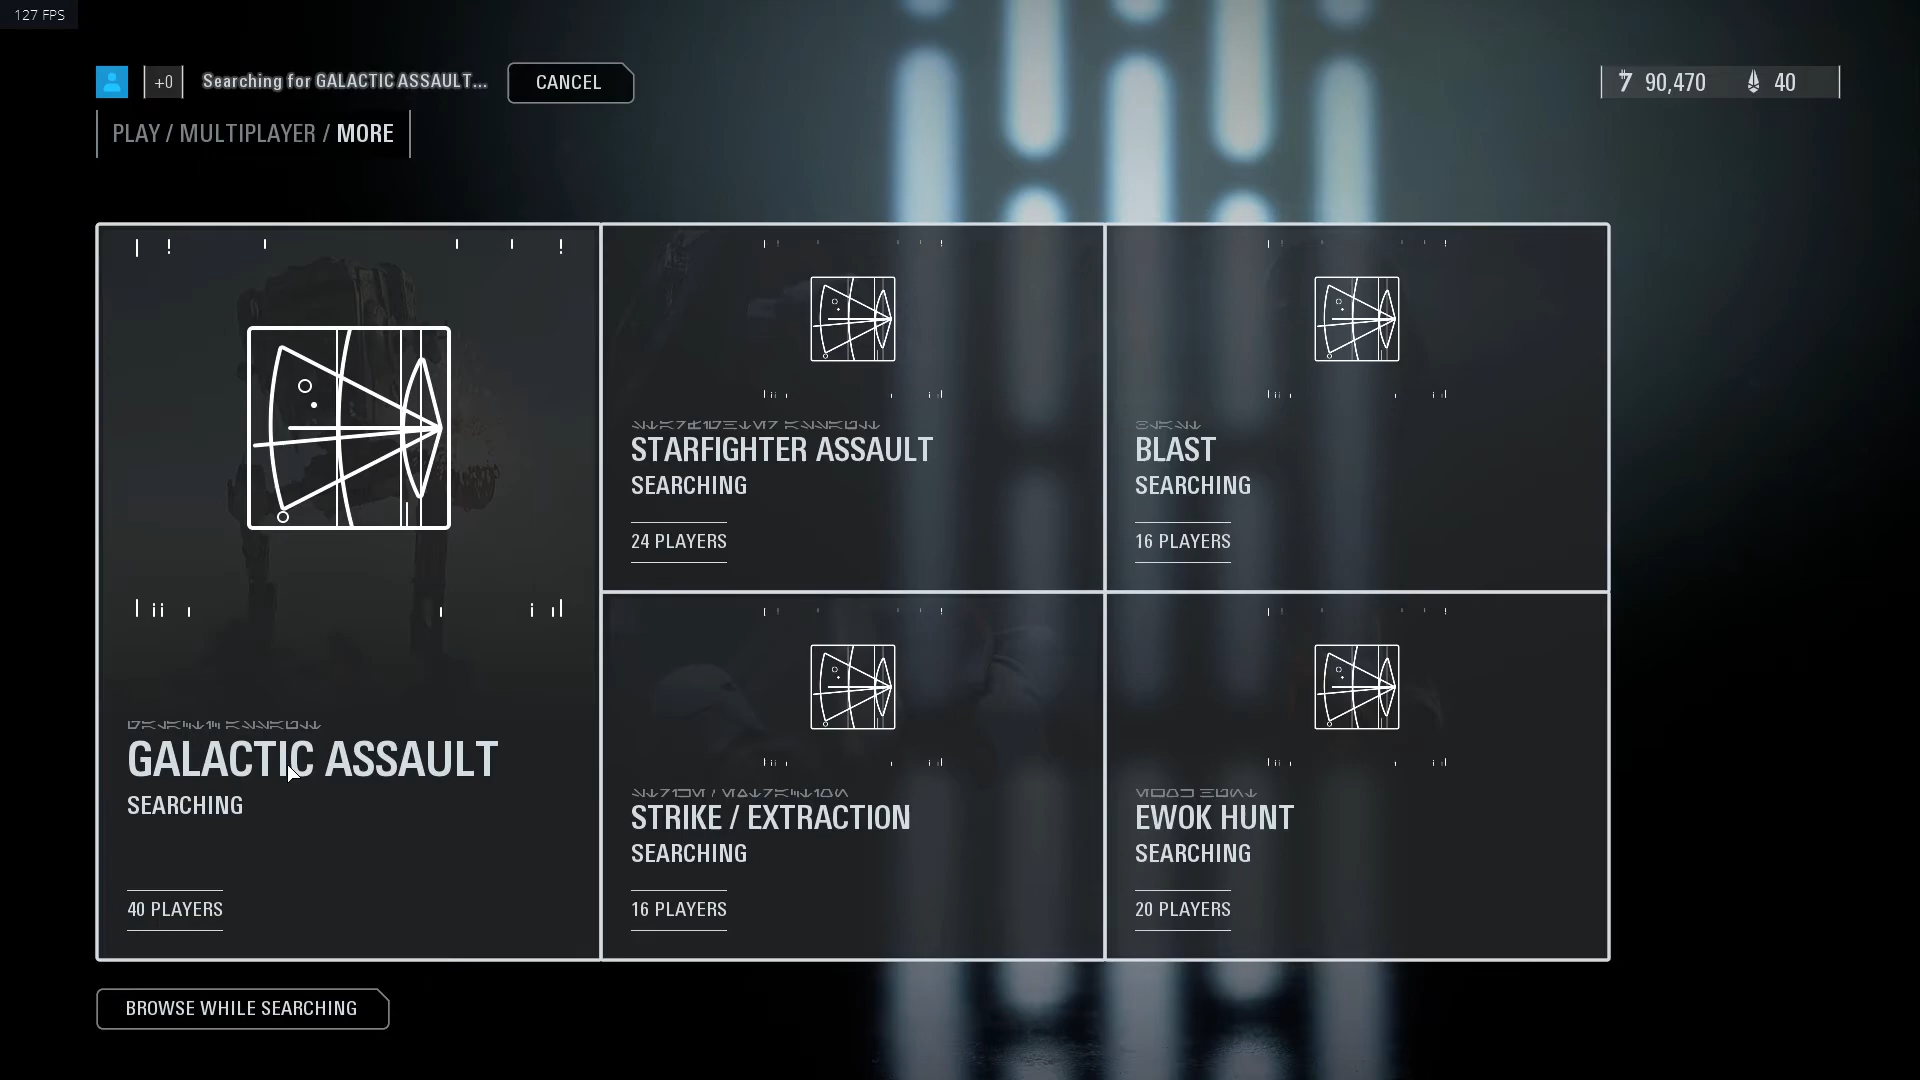 127 FPS
+0 Searching for GALACTIC ASSAULT... CANCEL
90,470 40
PLAY / MULTIPLAYER / MORE
GALACTIC ASSAULT
SEARCHING
40 PLAYERS
STARFIGHTER ASSAULT
SEARCHING
24 PLAYERS
BLAST
SEARCHING
16 PLAYERS
STRIKE / EXTRACTION
SEARCHING
16 PLAYERS
EWOK HUNT
SEARCHING
20 PLAYERS
BROWSE WHILE SEARCHING